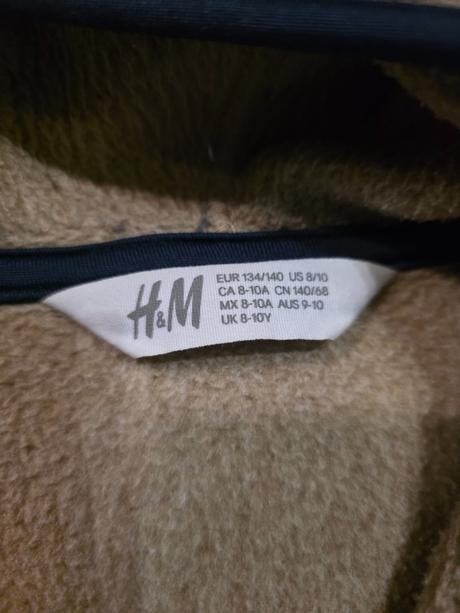 H&M
EUR 134/140 US 8/10
CA 8-10A CN 140/68
MX 8-10A AUS 9-10
UK 8-10Y